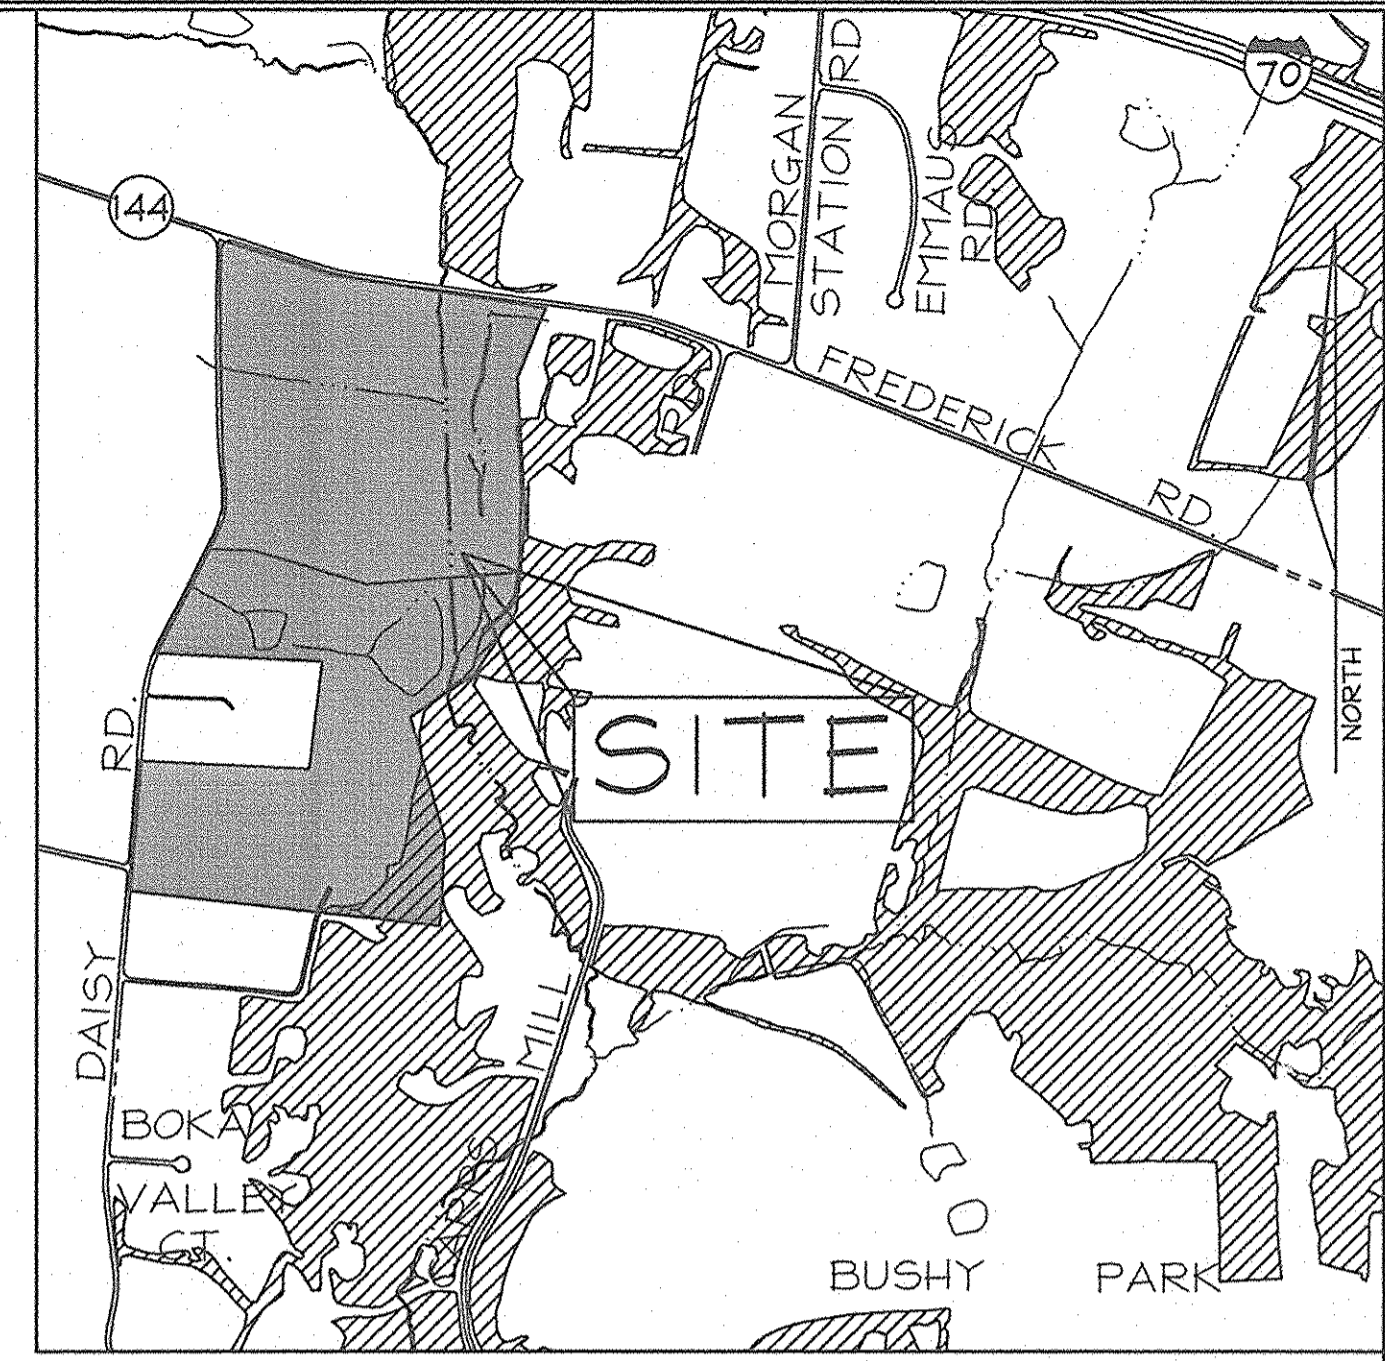 70
144
MORGAN
STATION RD
EMMAUS
RD.
FREDERICK
RD.
RD.
SITE
NORTH
RD.
DAISY
MILL
BOKA
VALLEY
CT.
BUSHY PARK